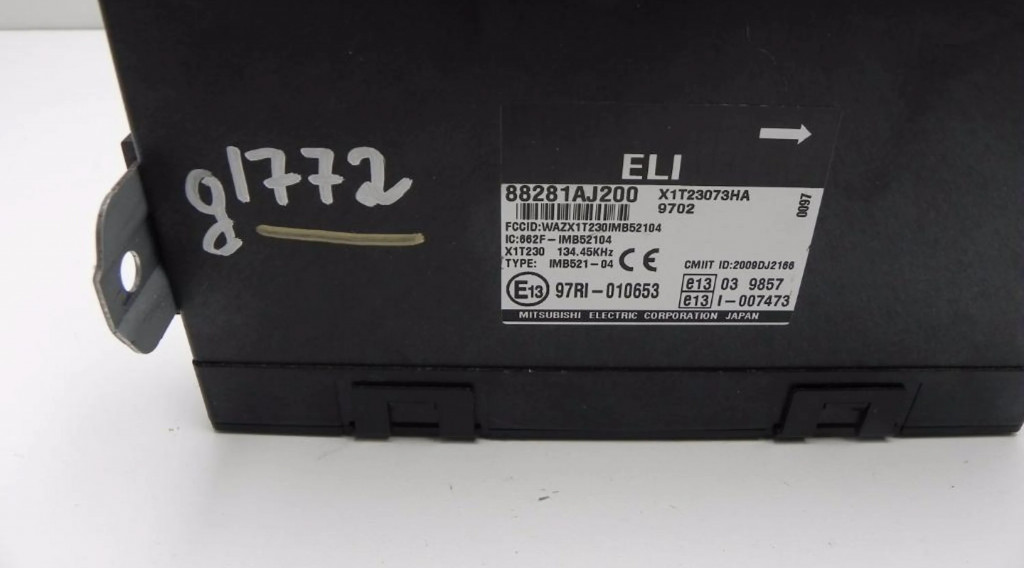 g1772
ELI
88281AJ200 X1T23073HA
9702
0097
FCCID:WAZX1T230IMB52104
IC:662F-IMB52104
X1T230 134.45KHz
TYPE: IMB521-04 CE CMIIT ID:2009DJ2166
E13 97RI-010653 e13 03 9857
e13 I-007473
MITSUBISHI ELECTRIC CORPORATION JAPAN